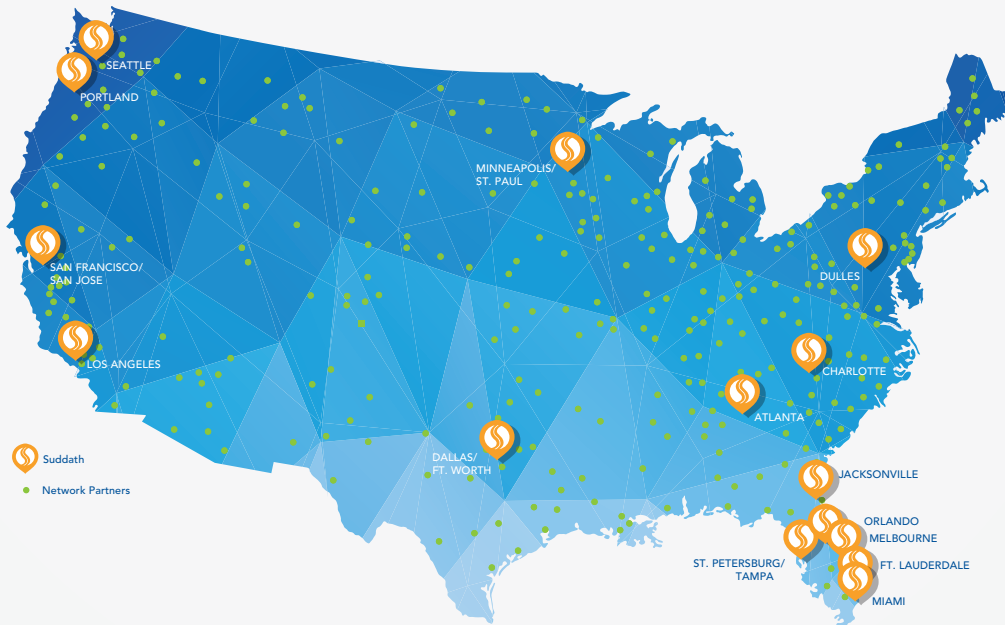 SEATTLE
PORTLAND
MINNEAPOLIS/
ST. PAUL
SAN FRANCISCO/
SAN JOSE
DULLES
LOS ANGELES
CHARLOTTE
ATLANTA
DALLAS/
FT. WORTH
Suddath
Network Partners
JACKSONVILLE
ORLANDO
MELBOURNE
ST. PETERSBURG/
TAMPA
FT. LAUDERDALE
MIAMI